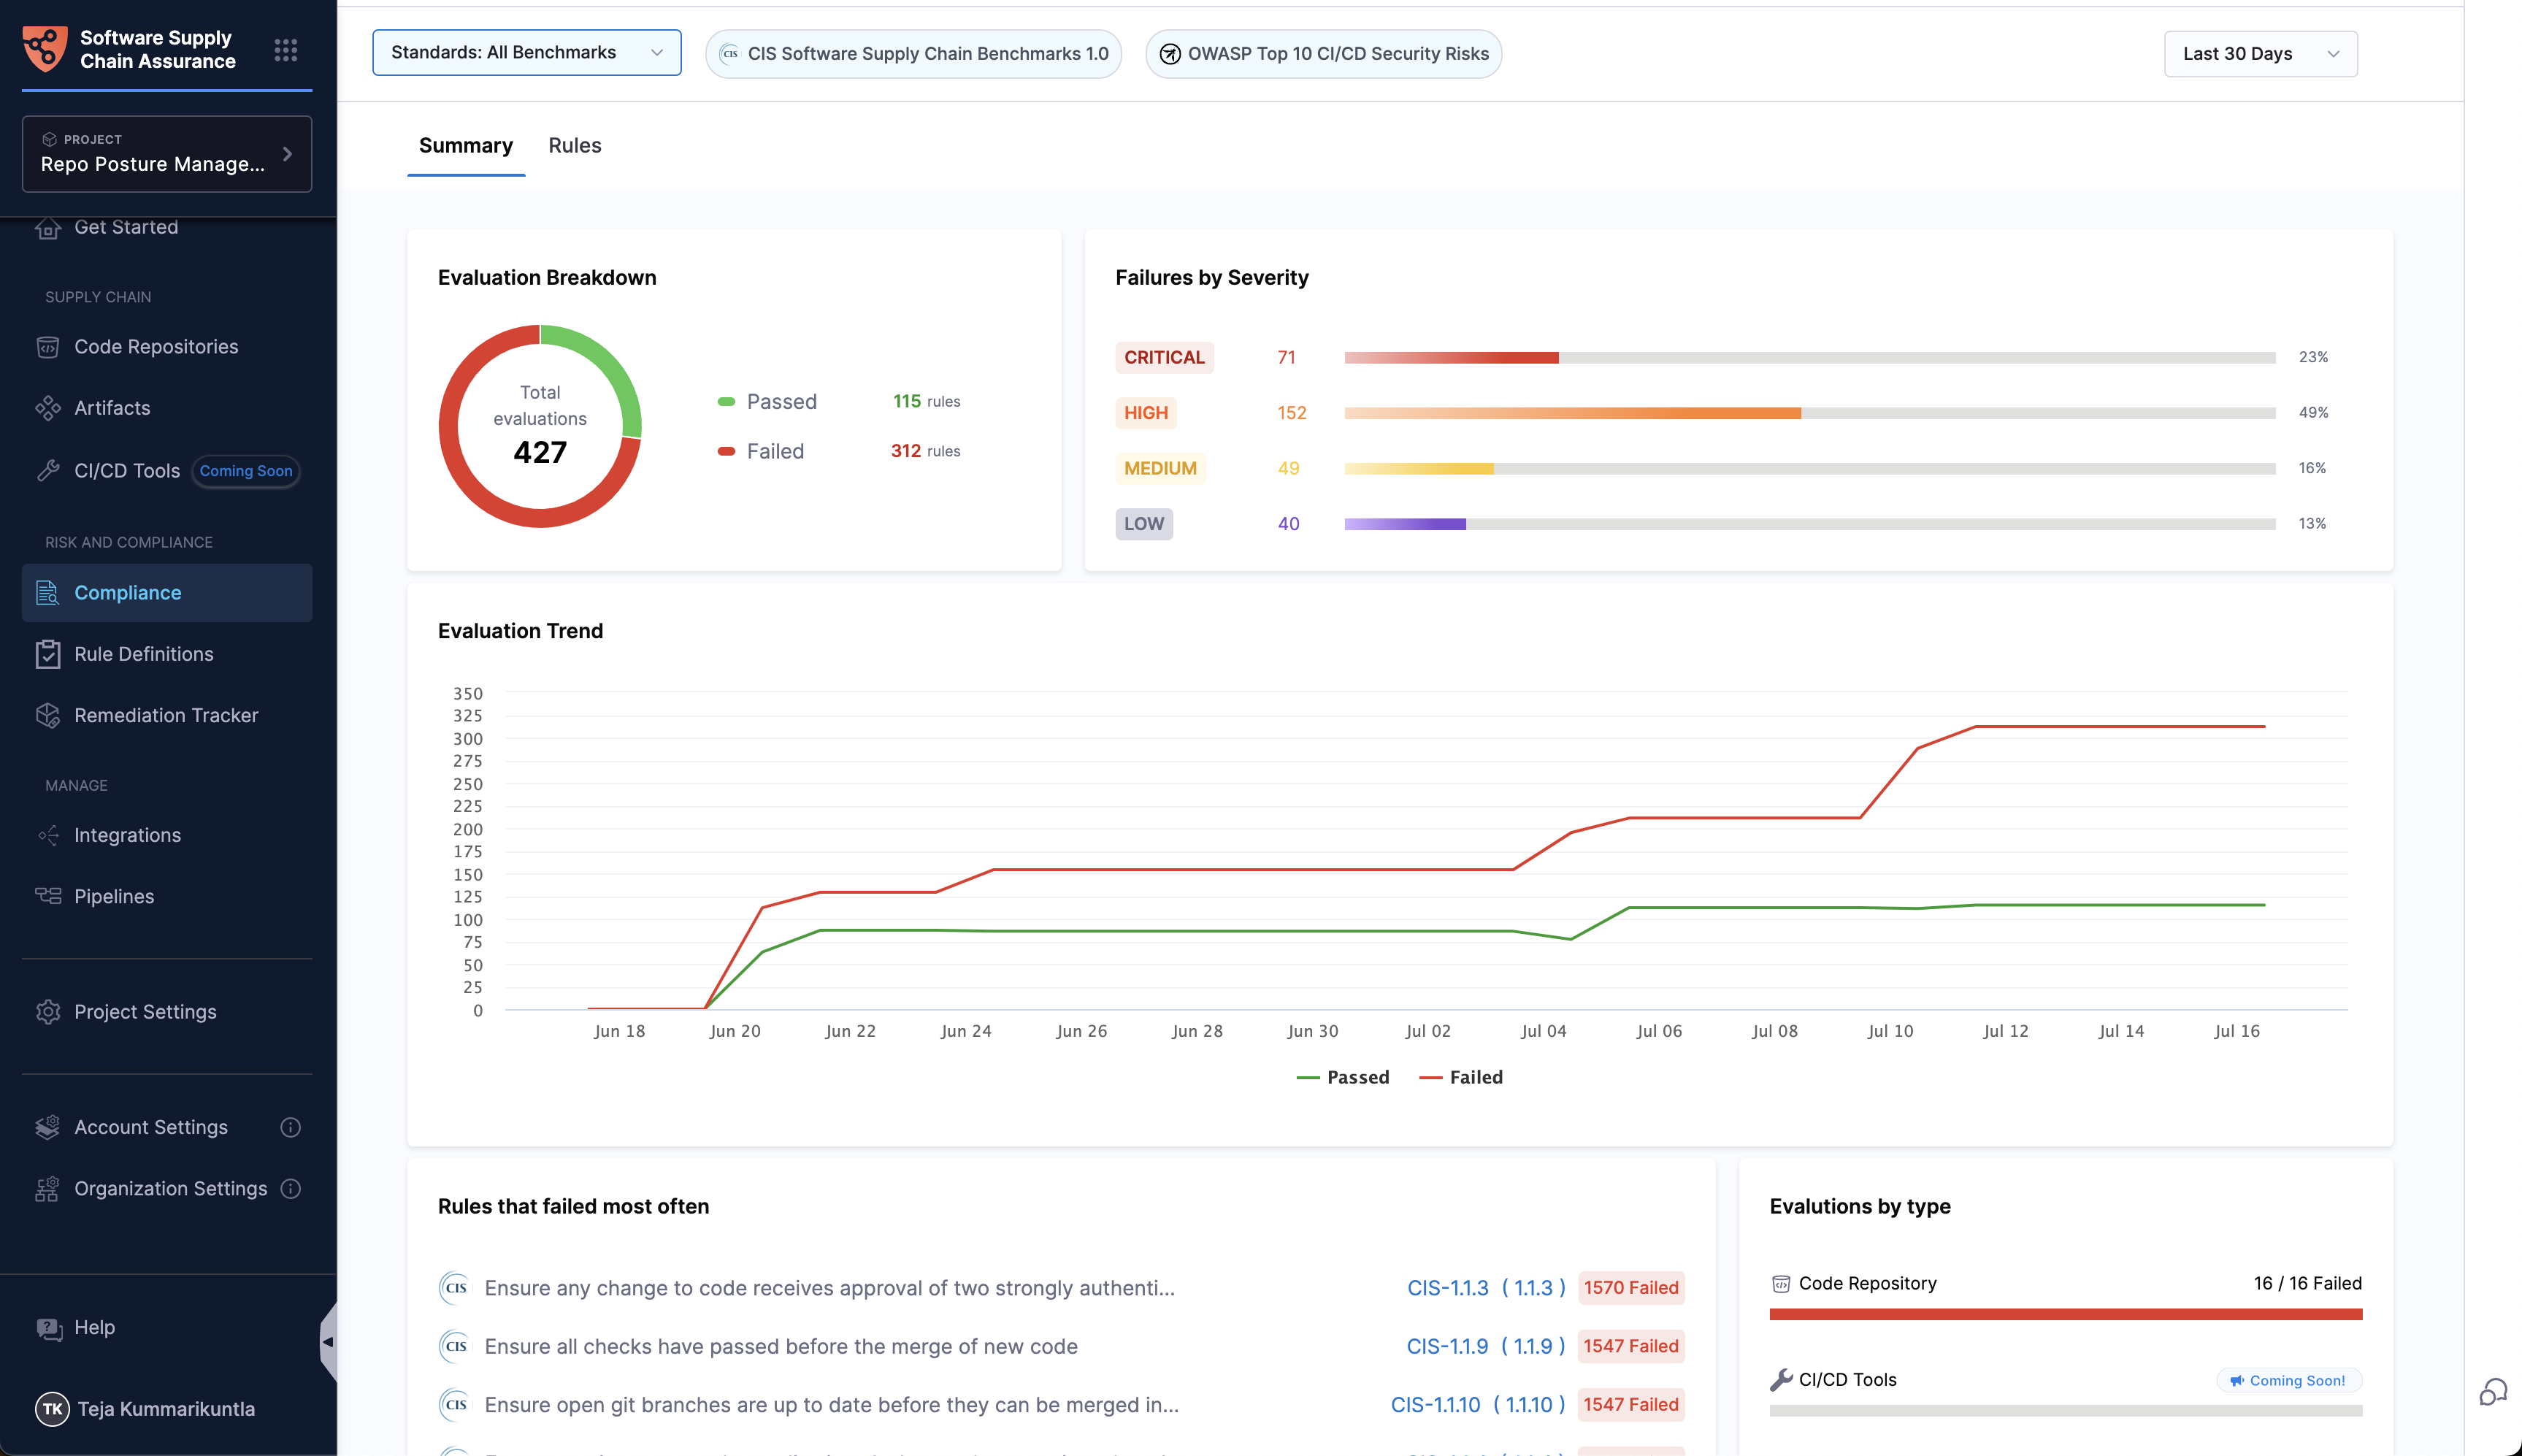 Software Supply
Chain Assurance
PROJECT
Repo Posture Manage...
Get Started
SUPPLY CHAIN
Code Repositories
Artifacts
CI/CD Tools Coming Soon
RISK AND COMPLIANCE
Compliance
Rule Definitions
Remediation Tracker
MANAGE
Integrations
Pipelines
Project Settings
Account Settings
Organization Settings
Help
TK Teja Kummarikuntla
Standards: All Benchmarks
CIS CIS Software Supply Chain Benchmarks 1.0
OWASP Top 10 CI/CD Security Risks
Last 30 Days
Summary Rules
Evaluation Breakdown
Total
evaluations
427
Passed 115 rules
Failed 312 rules
Failures by Severity
CRITICAL 71 23%
HIGH 152 49%
MEDIUM 49 16%
LOW 40 13%
Evaluation Trend
350
325
300
275
250
225
200
175
150
125
100
75
50
25
0
Jun 18 Jun 20 Jun 22 Jun 24 Jun 26 Jun 28 Jun 30 Jul 02 Jul 04 Jul 06 Jul 08 Jul 10 Jul 12 Jul 14 Jul 16
Passed Failed
Rules that failed most often
CIS Ensure any change to code receives approval of two strongly authenti... CIS-1.1.3 ( 1.1.3 ) 1570 Failed
CIS Ensure all checks have passed before the merge of new code CIS-1.1.9 ( 1.1.9 ) 1547 Failed
CIS Ensure open git branches are up to date before they can be merged in... CIS-1.1.10 ( 1.1.10 ) 1547 Failed
Evalutions by type
Code Repository 16 / 16 Failed
CI/CD Tools Coming Soon!